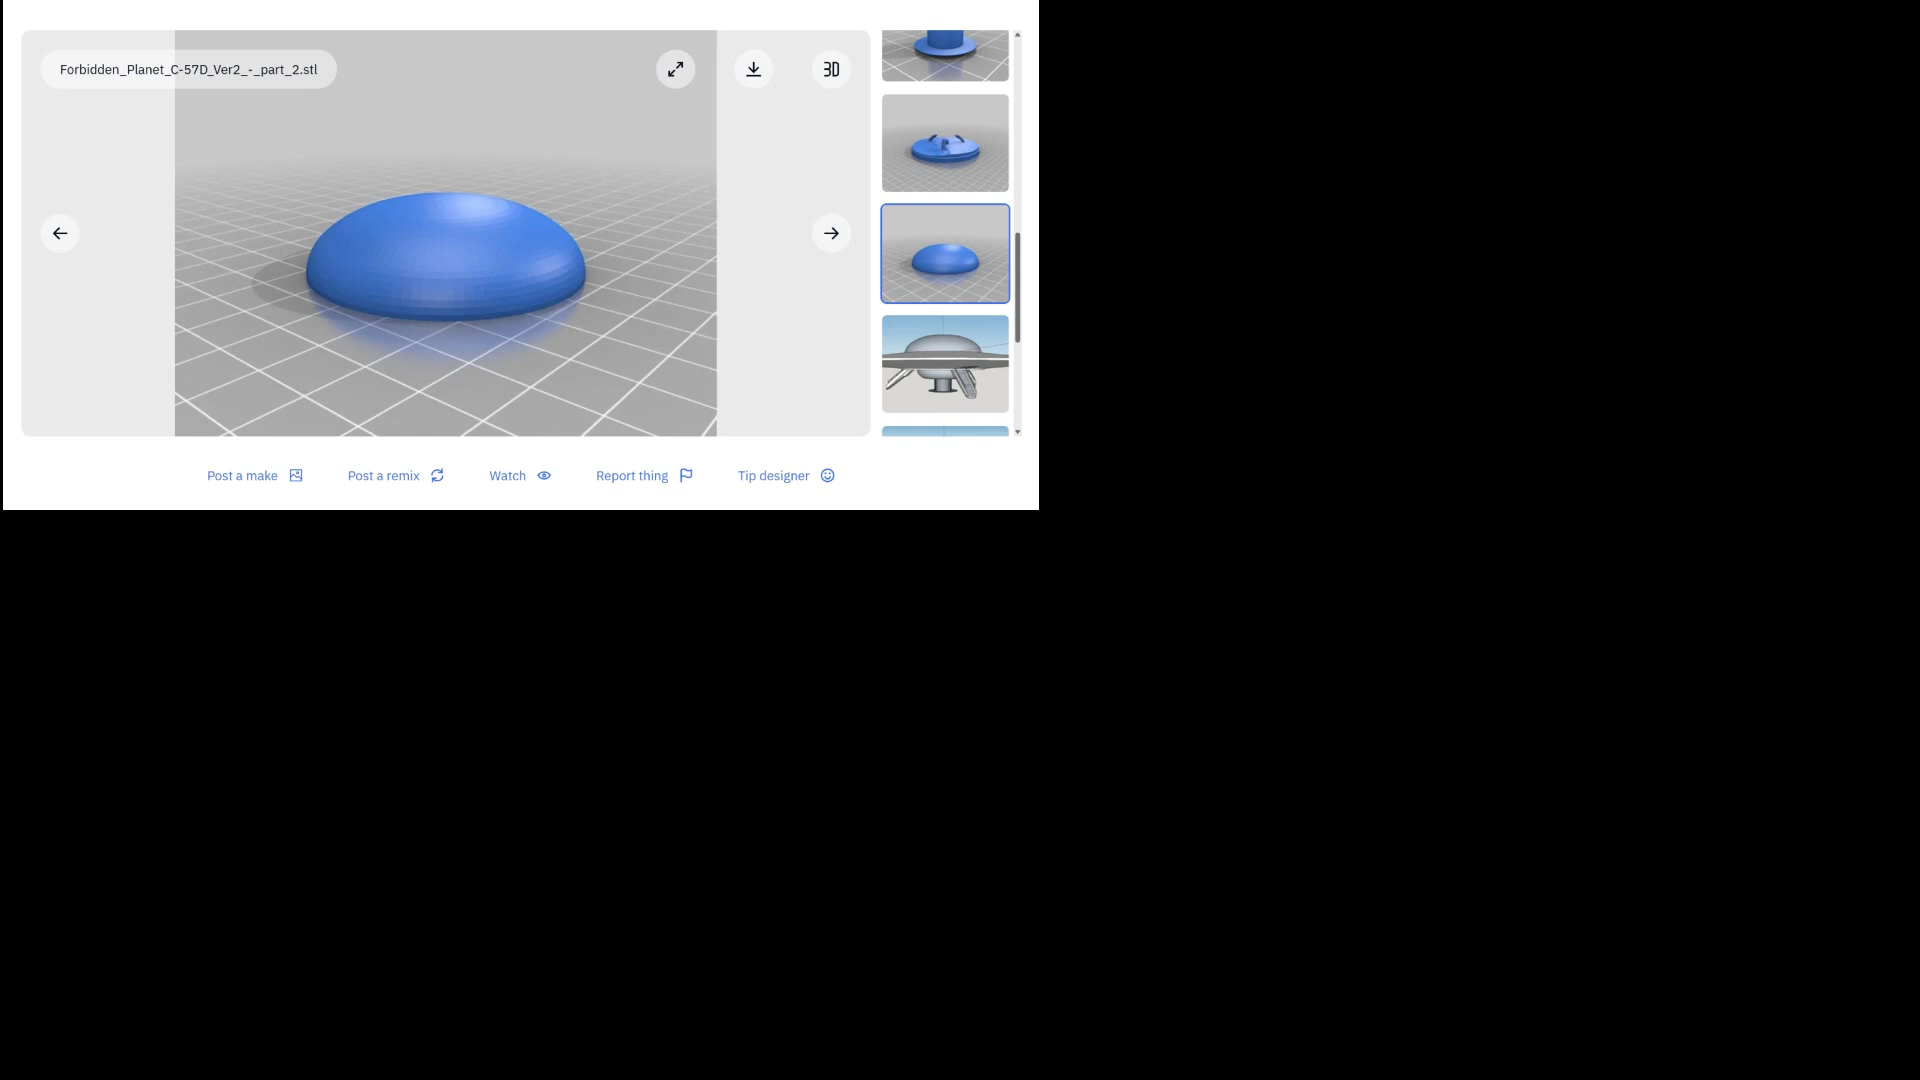 Forbidden_Planet_C-57D_Ver2_-_part_2.stl
3D
Post a make
Post a remix
Watch
Report thing
Tip designer